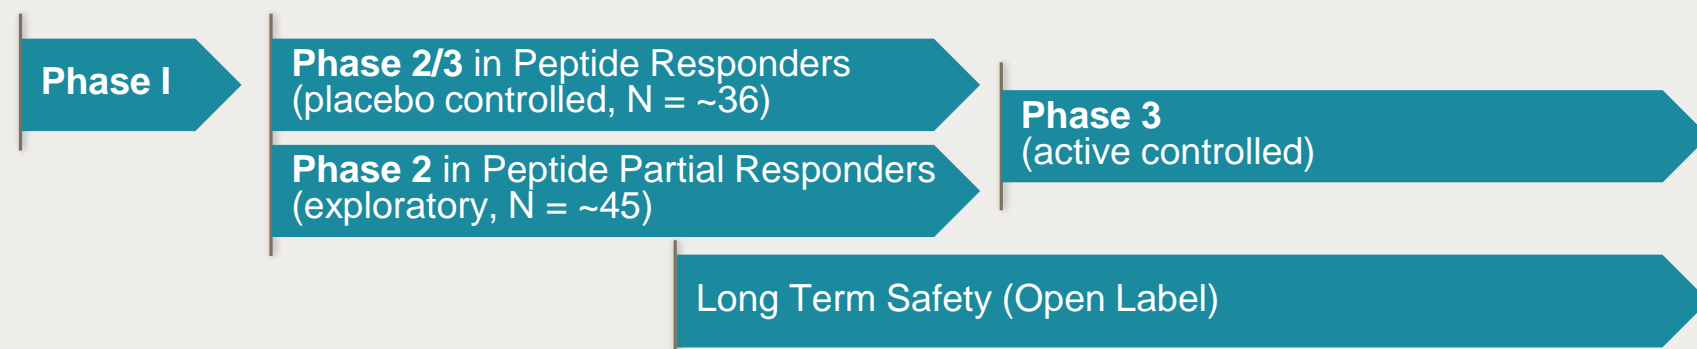 Phase I
Phase 2/3 in Peptide Responders
(placebo controlled, N = ~36)
Phase 2 in Peptide Partial Responders
(exploratory, N = ~45)
Phase 3
(active controlled)
Long Term Safety (Open Label)